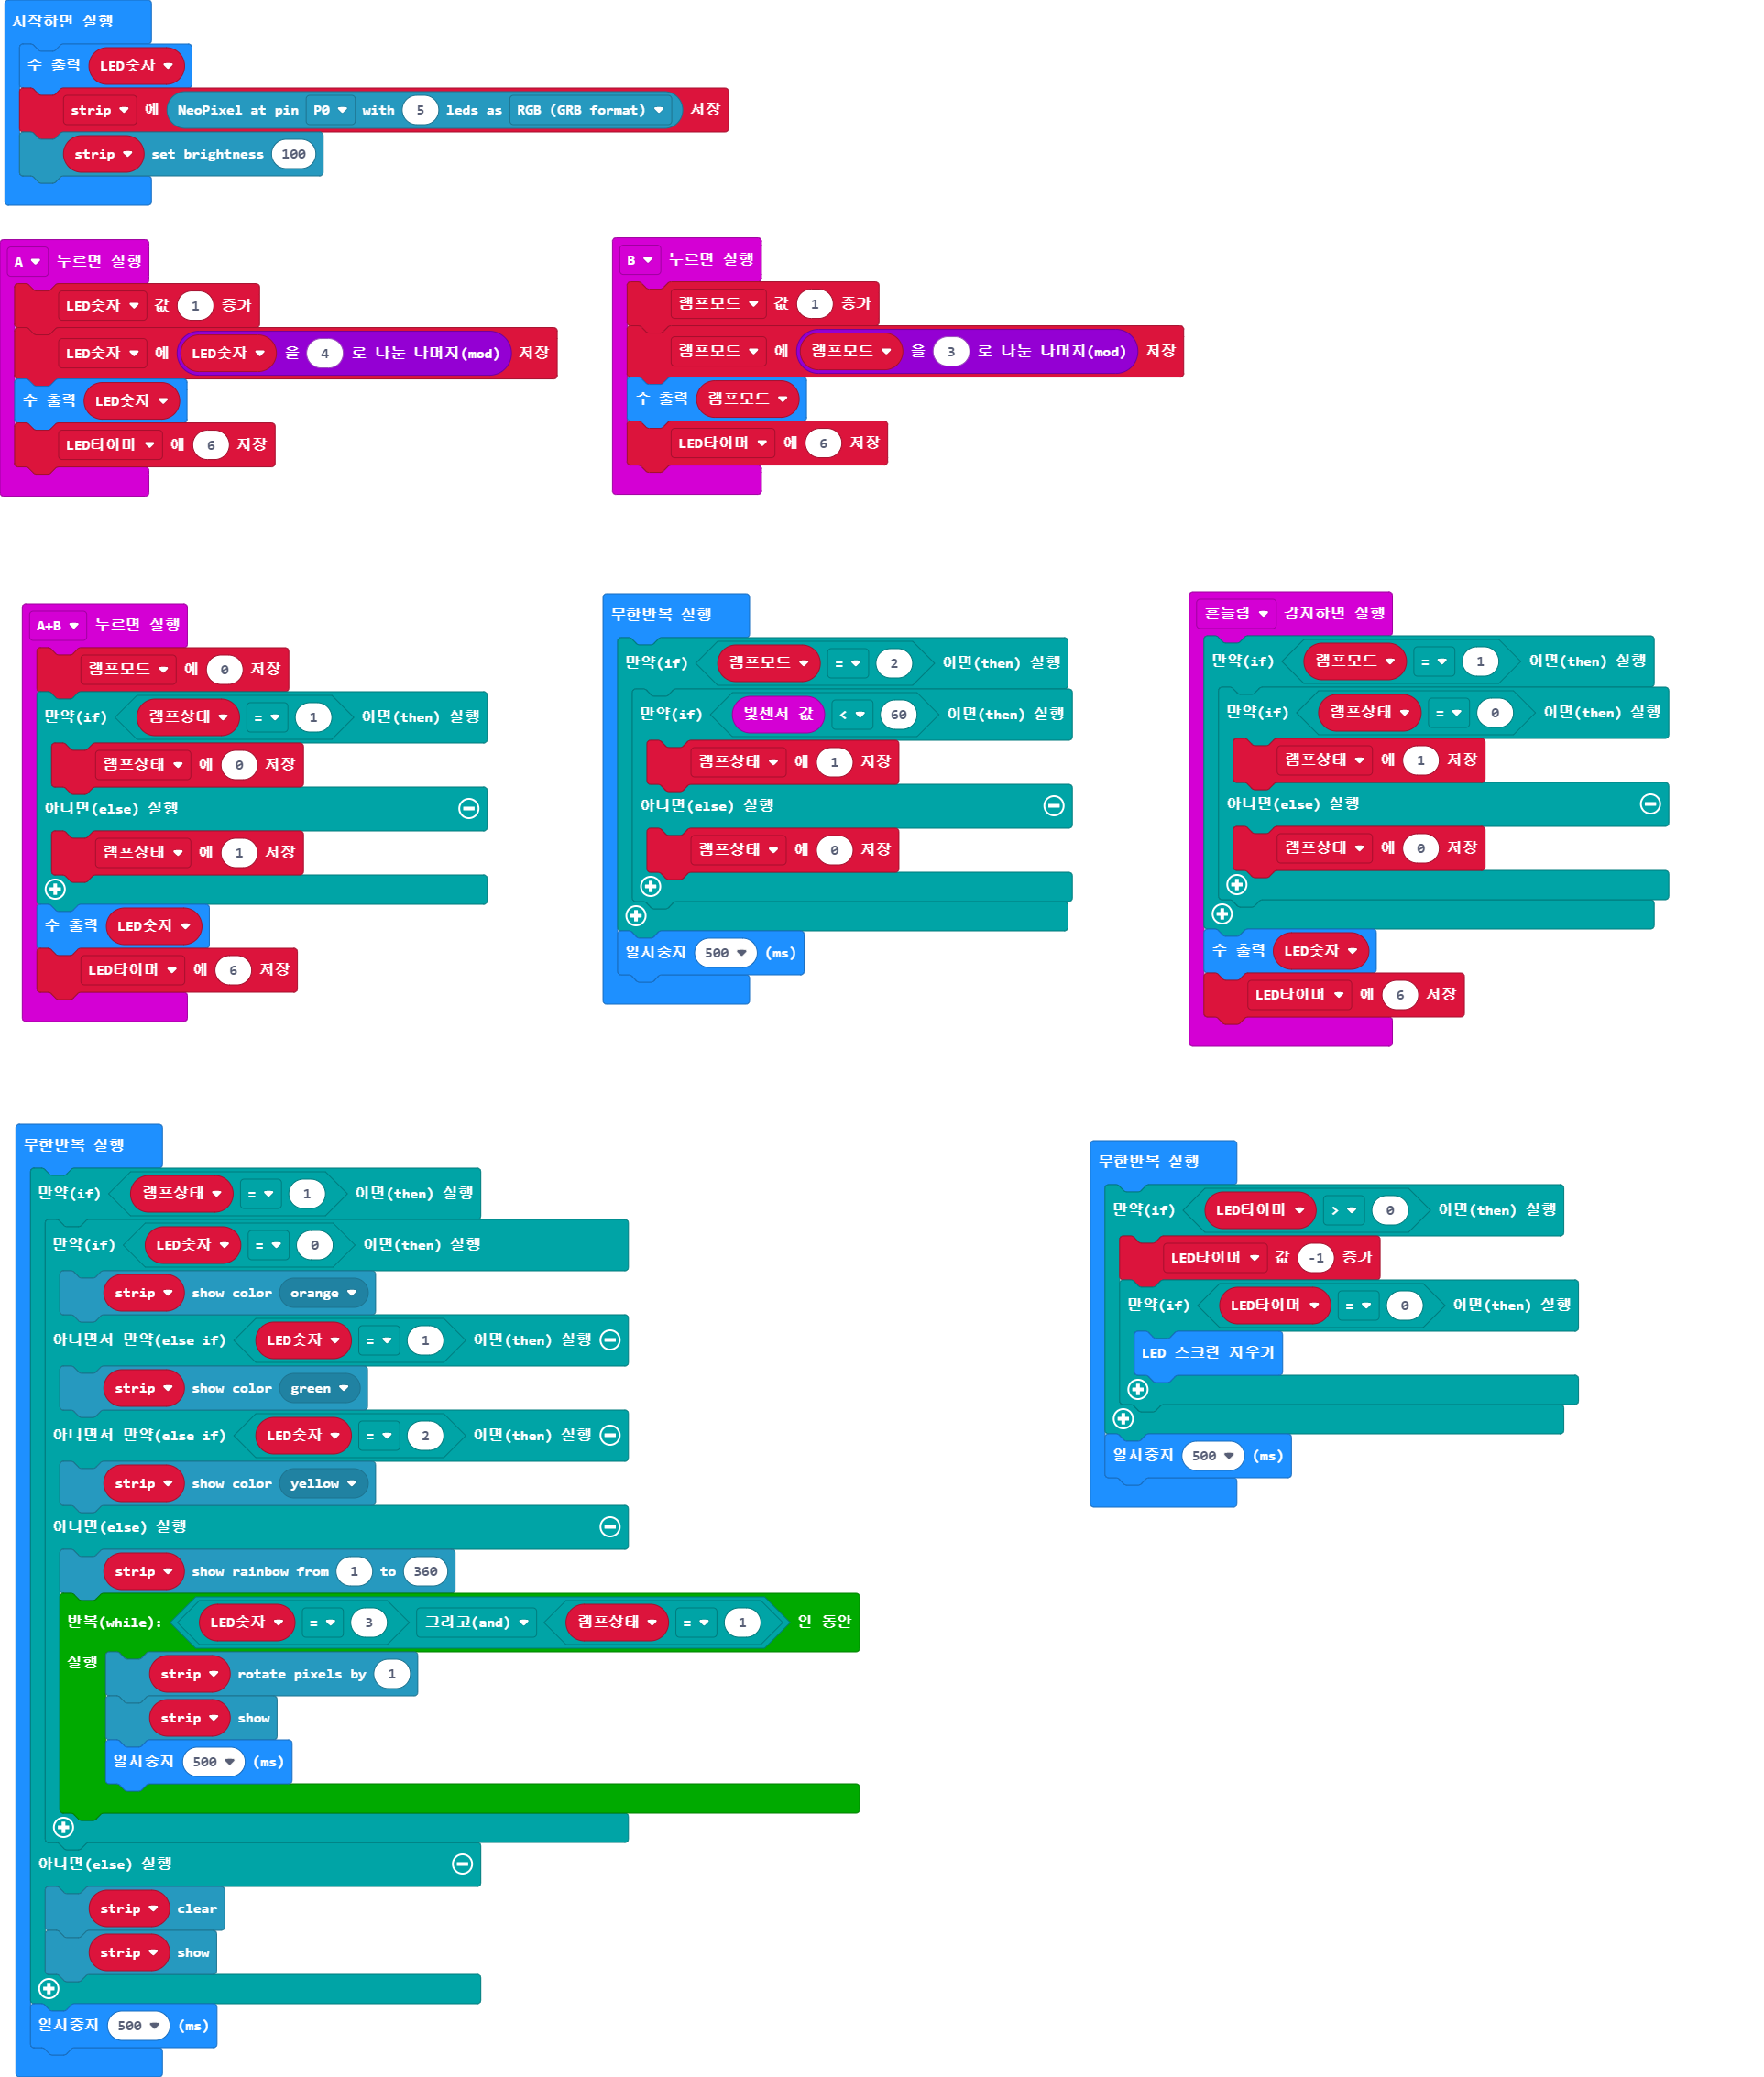 시작하면 실행
수 출력 LED숫자
strip 에 NeoPixel at pin P0 with 5 leds as RGB (GRB format) 저장
strip set brightness 100
A 누르면 실행
LED숫자 값 1 증가
LED숫자 에 LED숫자 을 4 로 나눈 나머지(mod) 저장
수 출력 LED숫자
LED타이머 에 6 저장
B 누르면 실행
램프모드 값 1 증가
램프모드 에 램프모드 을 3 로 나눈 나머지(mod) 저장
수 출력 램프모드
LED타이머 에 6 저장
A+B 누르면 실행
램프모드 에 0 저장
만약(if) 램프상태 = 1 이면(then) 실행
램프상태 에 0 저장
아니면(else) 실행
램프상태 에 1 저장
수 출력 LED숫자
LED타이머 에 6 저장
무한반복 실행
만약(if) 램프모드 = 2 이면(then) 실행
만약(if) 빛센서 값 < 60 이면(then) 실행
램프상태 에 1 저장
아니면(else) 실행
램프상태 에 0 저장
일시중지 500 (ms)
흔들림 감지하면 실행
만약(if) 램프모드 = 1 이면(then) 실행
만약(if) 램프상태 = 0 이면(then) 실행
램프상태 에 1 저장
아니면(else) 실행
램프상태 에 0 저장
수 출력 LED숫자
LED타이머 에 6 저장
무한반복 실행
만약(if) 램프상태 = 1 이면(then) 실행
만약(if) LED숫자 = 0 이면(then) 실행
strip show color orange
아니면서 만약(else if) LED숫자 = 1 이면(then) 실행
strip show color green
아니면서 만약(else if) LED숫자 = 2 이면(then) 실행
strip show color yellow
아니면(else) 실행
strip show rainbow from 1 to 360
반복(while): LED숫자 = 3 그리고(and) 램프상태 = 1 인 동안
실행 strip rotate pixels by 1
strip show
일시중지 500 (ms)
아니면(else) 실행
strip clear
strip show
일시중지 500 (ms)
무한반복 실행
만약(if) LED타이머 > 0 이면(then) 실행
LED타이머 값 -1 증가
만약(if) LED타이머 = 0 이면(then) 실행
LED 스크린 지우기
일시중지 500 (ms)